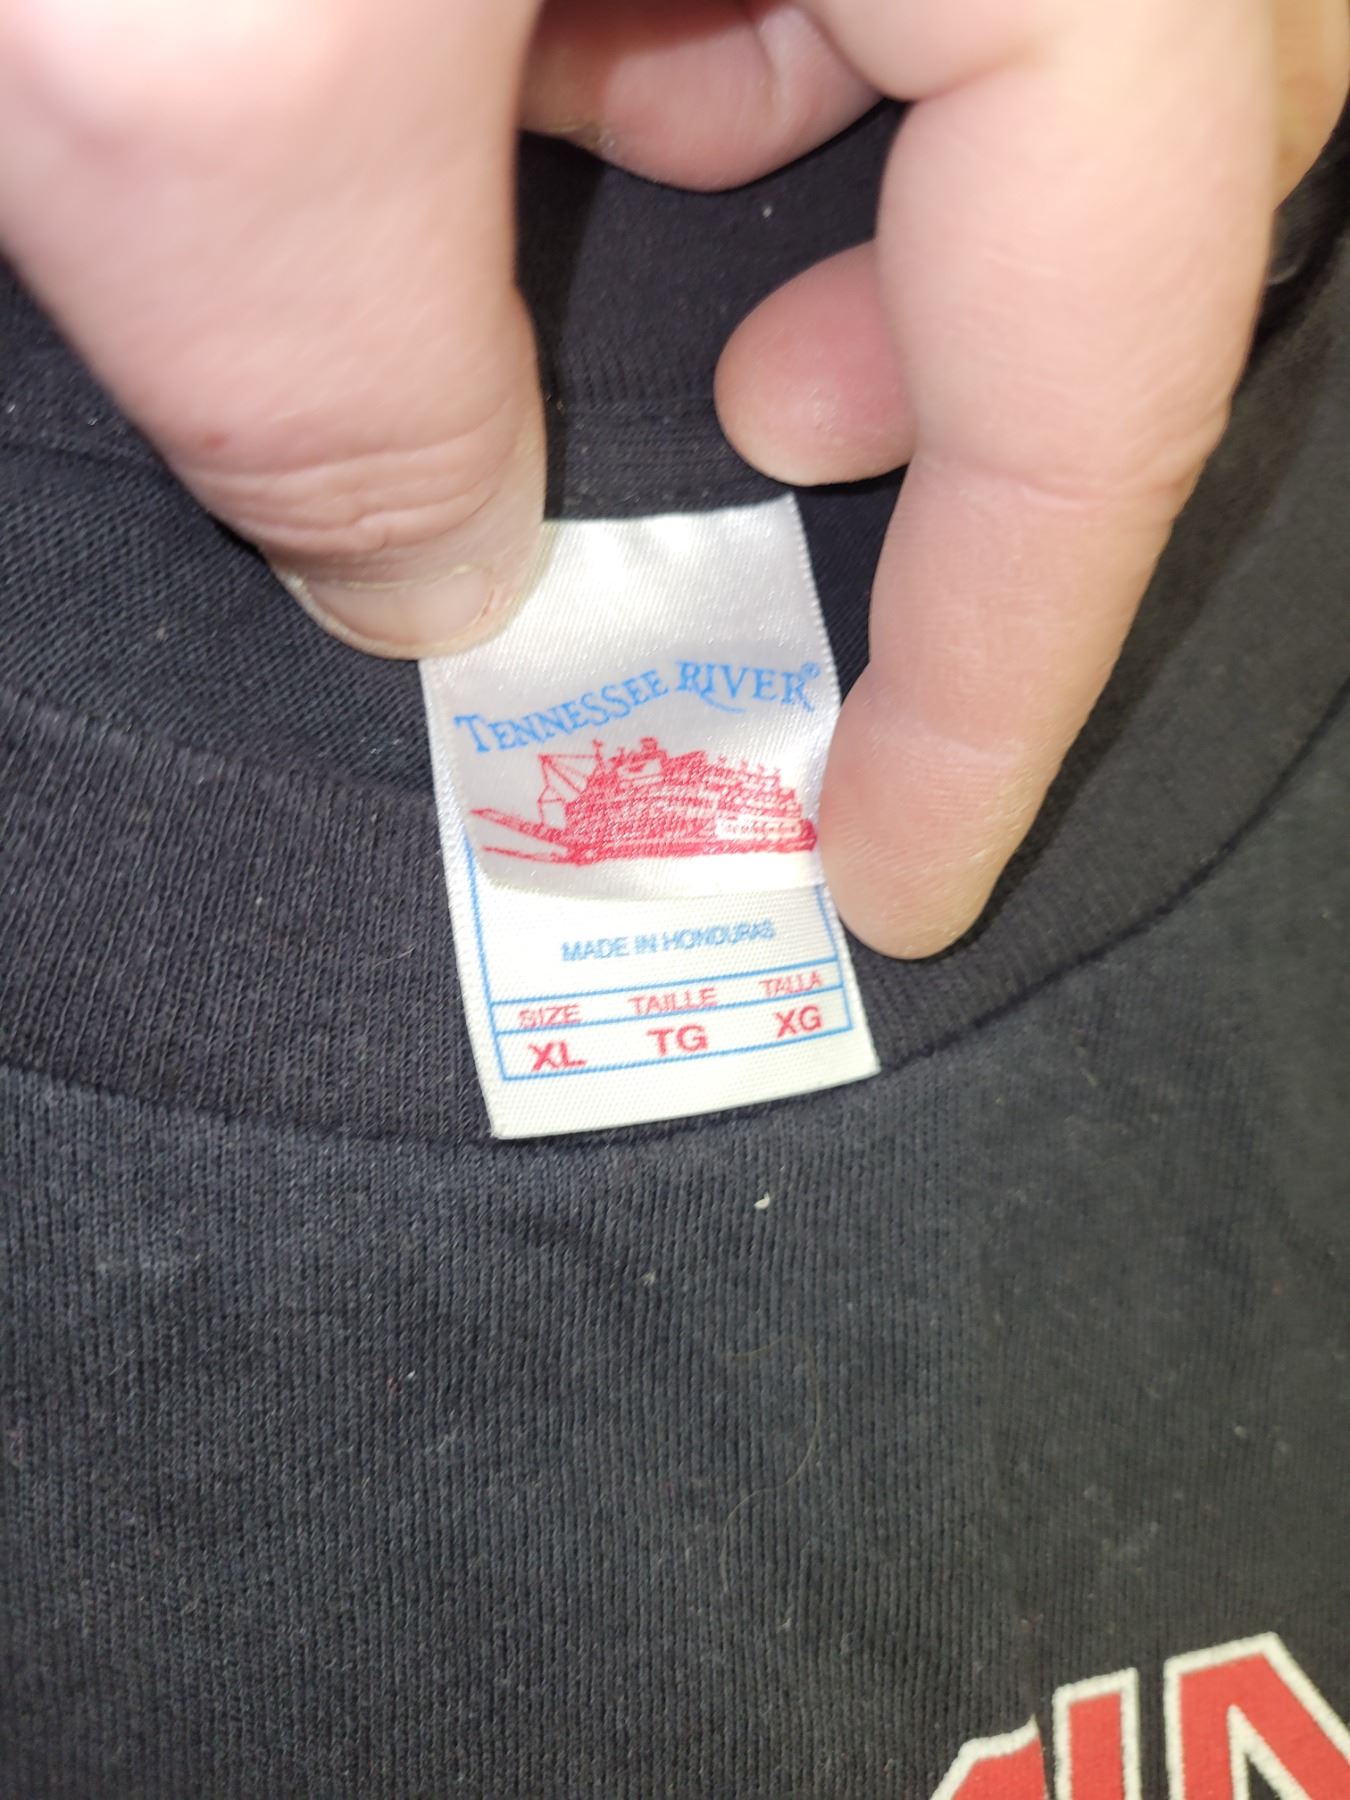 TENNESSEE RIVER®
MADE IN HONDURAS
SIZE TAILLE TALLA
XL TG XG